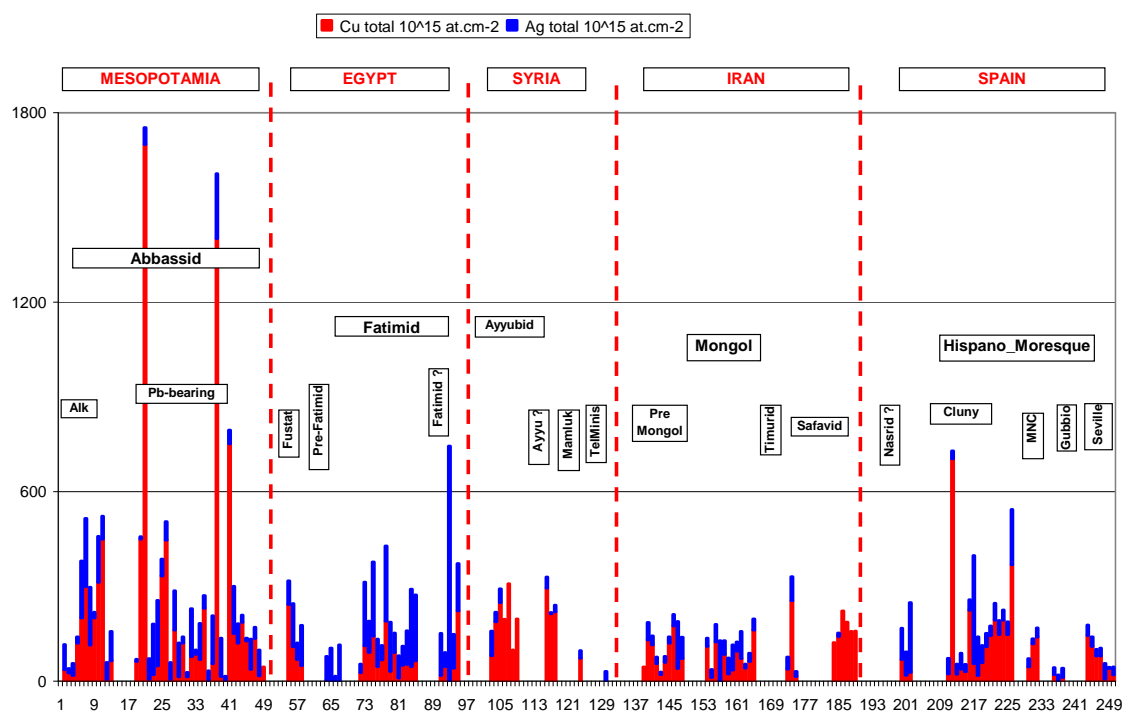 Cu total 10^15 at.cm-2 Ag total 10^15 at.cm-2
MESOPOTAMIA EGYPT SYRIA IRAN SPAIN
1800
1200
600
0
Abbassid
Fatimid
Ayyubid
Mongol
Hispano_Moresque
Pb-bearing
Alk
Fustat
Pre-Fatimid
Fatimid ?
Ayyu ?
Mamluk
TelMinis
Pre
Mongol
Timurid
Safavid
Nasrid ?
Cluny
MNC
Gubbio
Seville
1 9 17 25 33 41 49 57 65 73 81 89 97 105 113 121 129 137 145 153 161 169 177 185 193 201 209 217 225 233 241 249